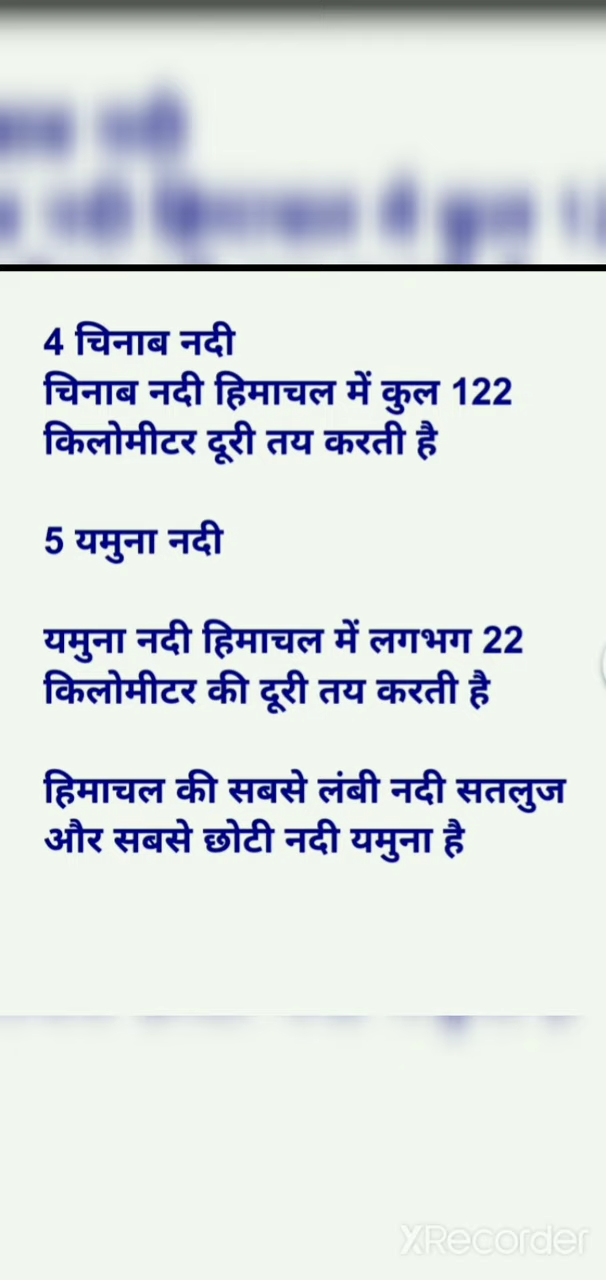 4 चिनाब नदी
चिनाब नदी हिमाचल में कुल 122
किलोमीटर दूरी तय करती है
5 यमुना नदी
यमुना नदी हिमाचल में लगभग 22
किलोमीटर की दूरी तय करती है
हिमाचल की सबसे लंबी नदी सतलुज
और सबसे छोटी नदी यमुना है
XRecorder